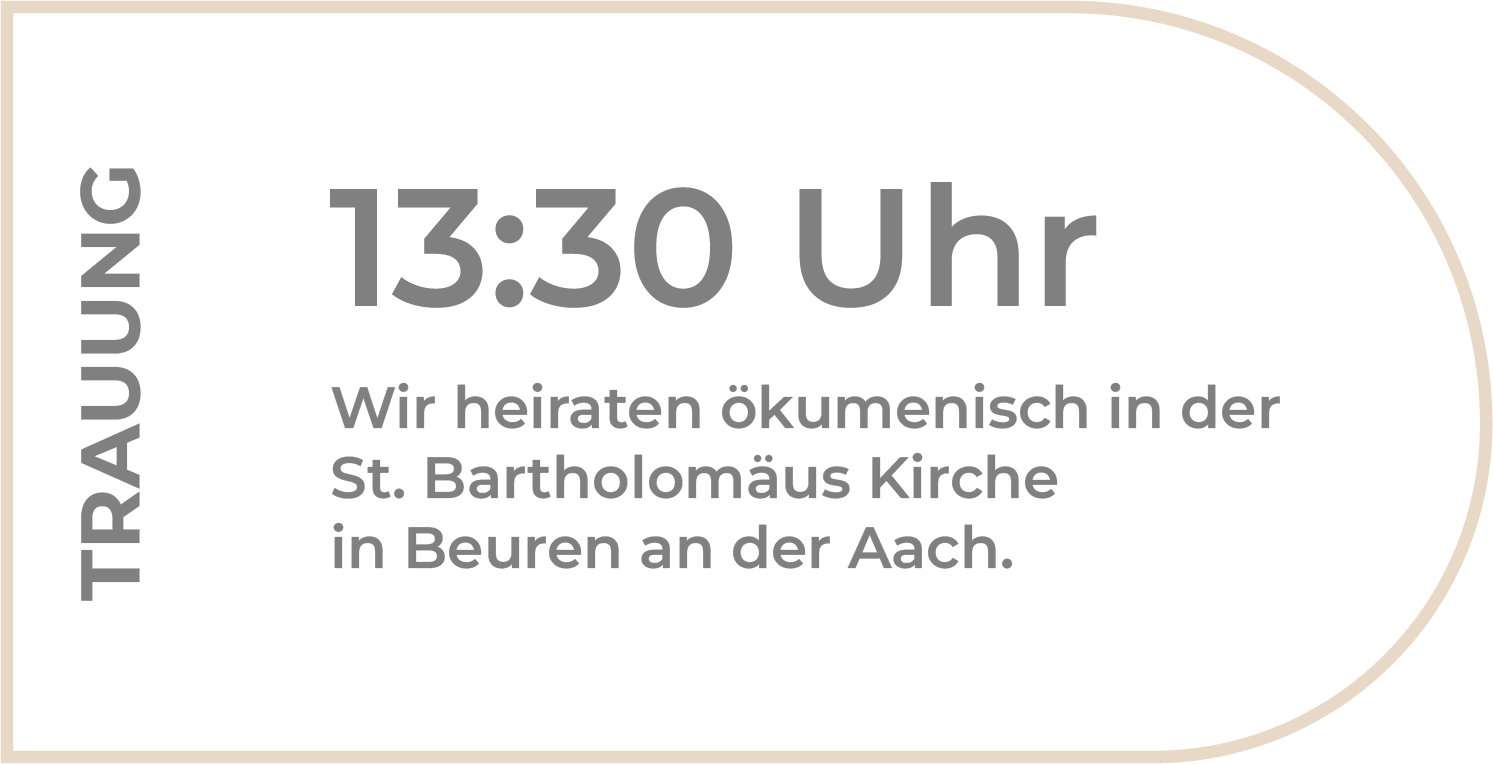 TRAUUNG
13:30 Uhr
Wir heiraten ökumenisch in der
St. Bartholomäus Kirche
in Beuren an der Aach.